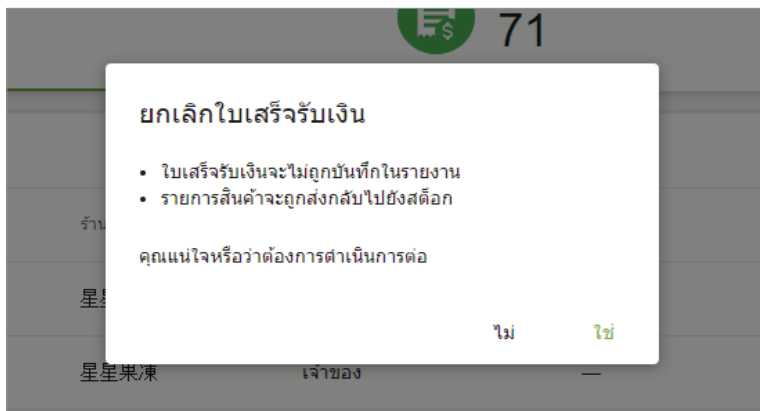 71
ยกเลิกใบเสร็จรับเงิน
• ใบเสร็จรับเงินจะไม่ถูกบันทึกในรายงาน
• รายการสินค้าจะถูกส่งกลับไปยังสต็อก
ร้าน
คุณแน่ใจหรือว่าต้องการดำเนินการต่อ
星
ไม่ ใช่
星星果凍 เจ้าของ —